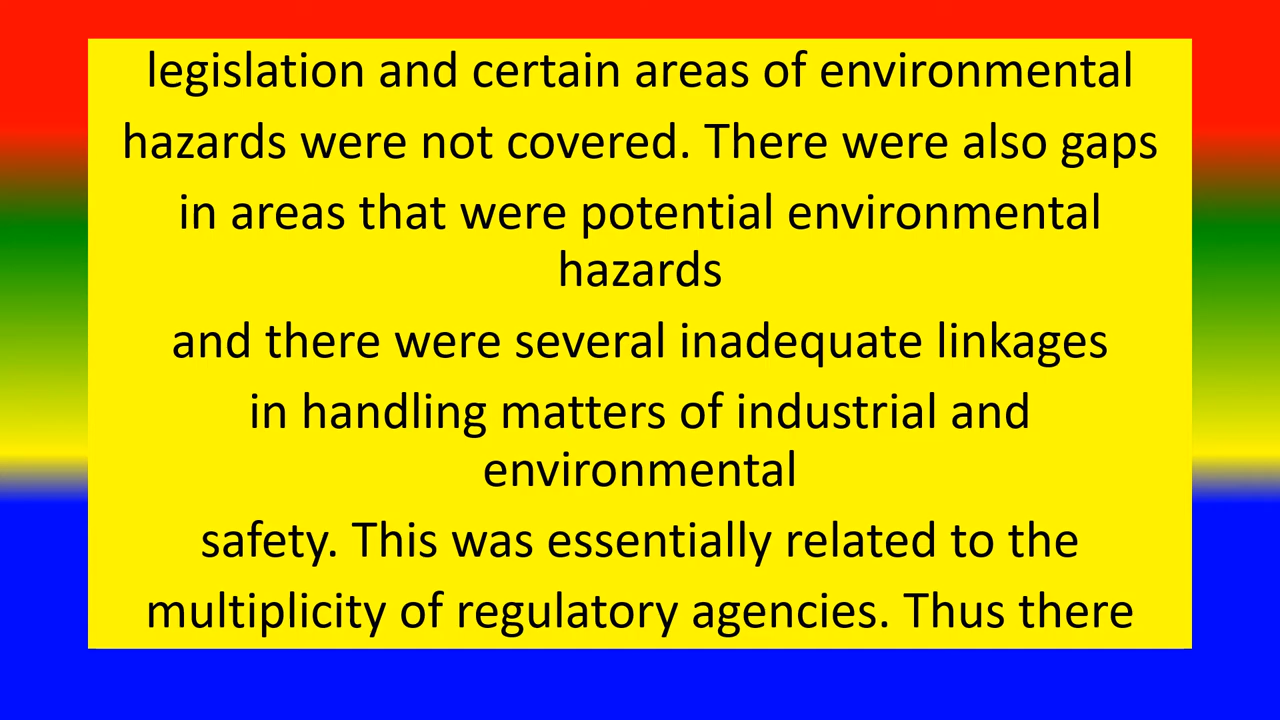 legislation and certain areas of environmental
hazards were not covered. There were also gaps
in areas that were potential environmental
hazards
and there were several inadequate linkages
in handling matters of industrial and
environmental
safety. This was essentially related to the
multiplicity of regulatory agencies. Thus there